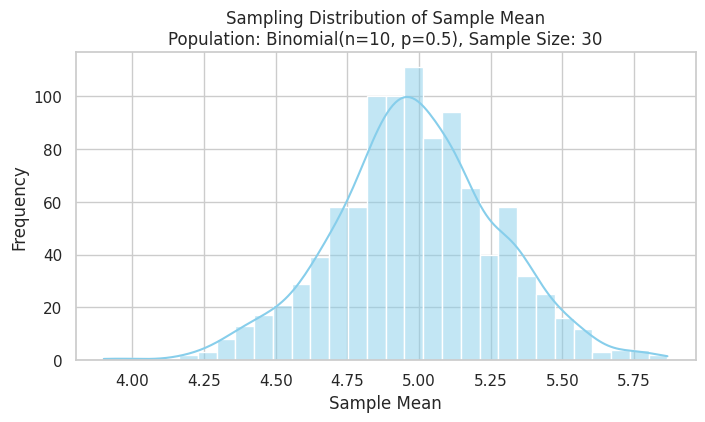 Sampling Distribution of Sample Mean
Population: Binomial(n=10, p=0.5), Sample Size: 30
Frequency
100
80
60
40
20
0
4.00 4.25 4.50 4.75 5.00 5.25 5.50 5.75
Sample Mean